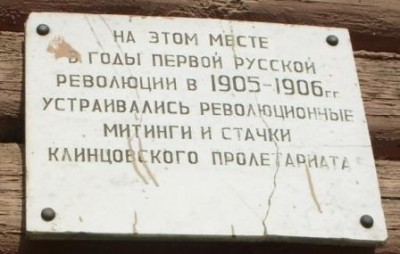 НА ЭТОМ МЕСТЕ
В ГОДЫ ПЕРВОЙ РУССКОЙ
РЕВОЛЮЦИИ В 1905-1906гг
УСТРАИВАЛИСЬ РЕВОЛЮЦИОННЫЕ
МИТИНГИ И СТАЧКИ
КЛИНЦОВСКОГО ПРОЛЕТАРИАТА